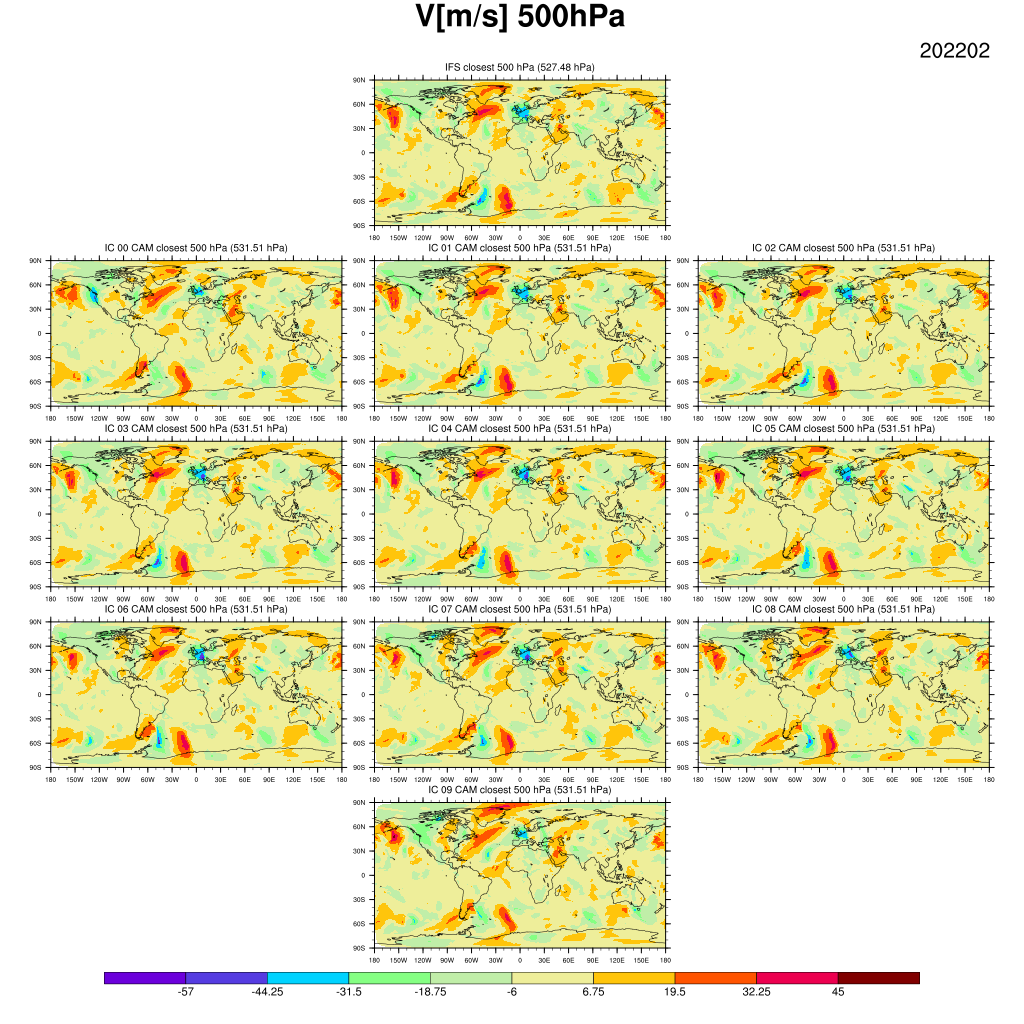 V[m/s] 500hPa
202202
IFS closest 500 hPa (527.48 hPa)
90N
60N
30N
0
30S
60S
90S
180 150W 120W 90W 60W 30W 0 30E 60E 90E 120E 150E 180
IC 00 CAM closest 500 hPa (531.51 hPa) IC 01 CAM closest 500 hPa (531.51 hPa) IC 02 CAM closest 500 hPa (531.51 hPa)
90N 90N 90N
60N 60N 60N
30N 30N 30N
0 0 0
30S 30S 30S
60S 60S 60S
90S 90S 90S
180 150W 120W 90W 60W 30W 0 30E 60E 90E 120E 150E 180 180 150W 120W 90W 60W 30W 0 30E 60E 90E 120E 150E 180 180 150W 120W 90W 60W 30W 0 30E 60E 90E 120E 150E 180
IC 03 CAM closest 500 hPa (531.51 hPa) IC 04 CAM closest 500 hPa (531.51 hPa) IC 05 CAM closest 500 hPa (531.51 hPa)
90N 90N 90N
60N 60N 60N
30N 30N 30N
0 0 0
30S 30S 30S
60S 60S 60S
90S 90S 90S
180 150W 120W 90W 60W 30W 0 30E 60E 90E 120E 150E 180 180 150W 120W 90W 60W 30W 0 30E 60E 90E 120E 150E 180 180 150W 120W 90W 60W 30W 0 30E 60E 90E 120E 150E 180
IC 06 CAM closest 500 hPa (531.51 hPa) IC 07 CAM closest 500 hPa (531.51 hPa) IC 08 CAM closest 500 hPa (531.51 hPa)
90N 90N 90N
60N 60N 60N
30N 30N 30N
0 0 0
30S 30S 30S
60S 60S 60S
90S 90S 90S
180 150W 120W 90W 60W 30W 0 30E 60E 90E 120E 150E 180 180 150W 120W 90W 60W 30W 0 30E 60E 90E 120E 150E 180 180 150W 120W 90W 60W 30W 0 30E 60E 90E 120E 150E 180
IC 09 CAM closest 500 hPa (531.51 hPa)
90N
60N
30N
0
30S
60S
90S
180 150W 120W 90W 60W 30W 0 30E 60E 90E 120E 150E 180
-57 -44.25 -31.5 -18.75 -6 6.75 19.5 32.25 45